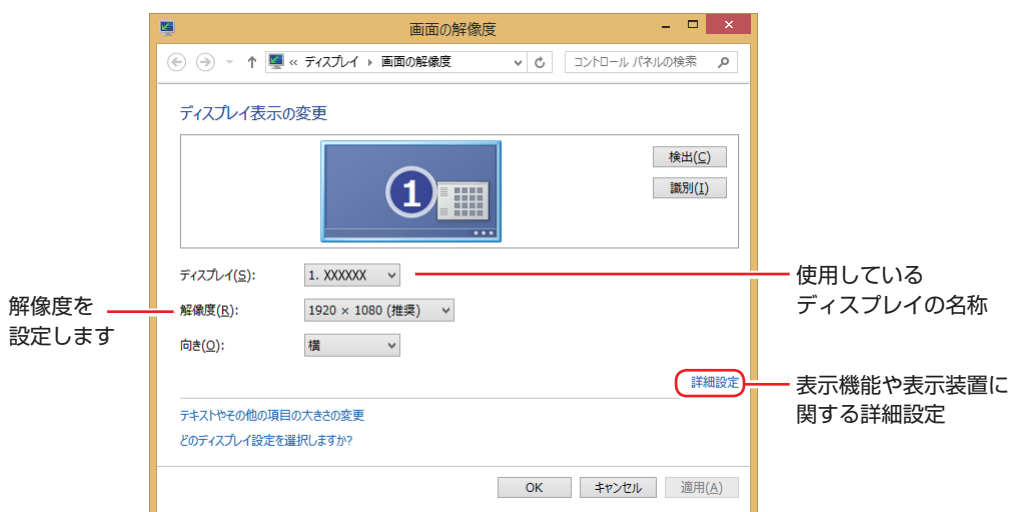 画面の解像度
« ディスプレイ ▸ 画面の解像度
コントロール パネルの検索
ディスプレイ表示の変更
1
検出(C)
識別(I)
ディスプレイ(S):
1. XXXXXX
使用している
ディスプレイの名称
解像度を
設定します
解像度(R):
1920 × 1080 (推奨)
向き(O):
横
詳細設定
表示機能や表示装置に
関する詳細設定
テキストやその他の項目の大きさの変更
どのディスプレイ設定を選択しますか?
OK
キャンセル
適用(A)